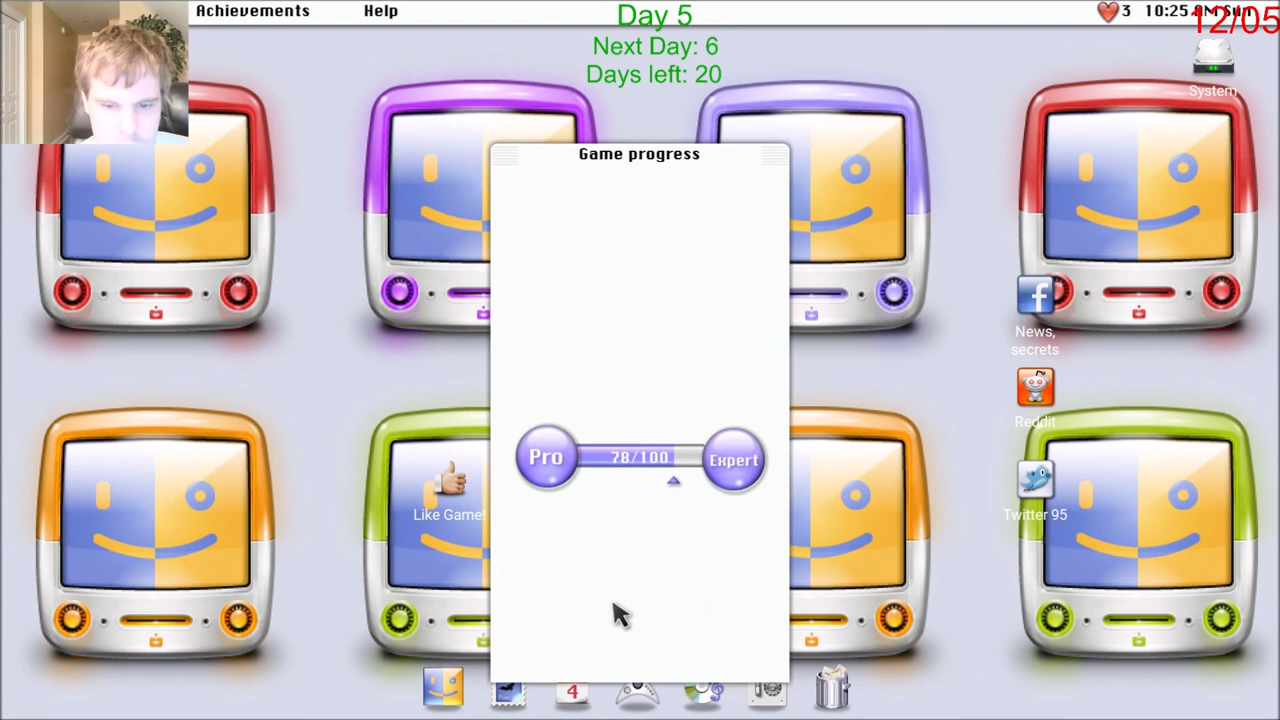 Achievements Help
3 10:25 AM Sun
12/05
Day 5
Next Day: 6
Days left: 20
System
Game progress
News,
secrets
Reddit
Pro 78/100 Expert
Like Game!
Twitter 95
4